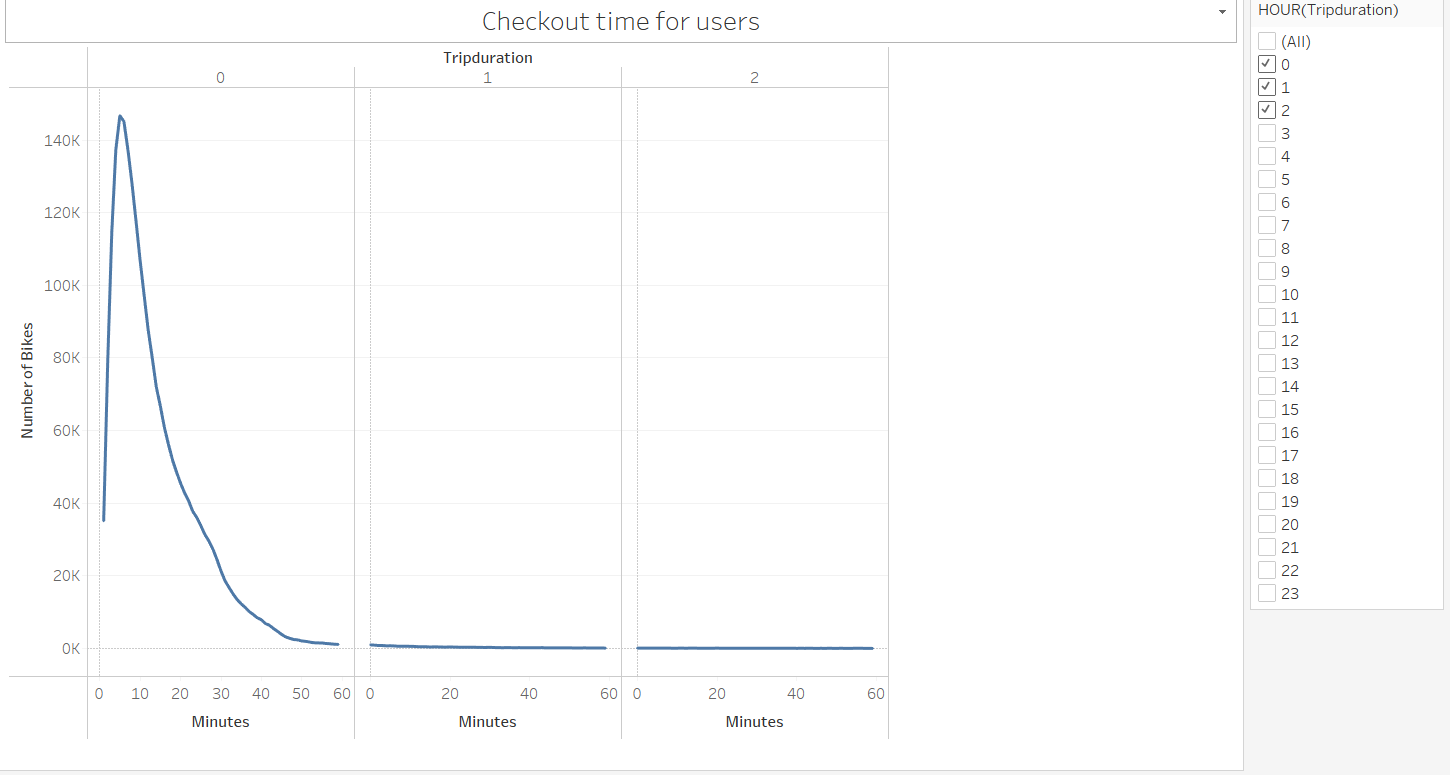 Checkout time for users
HOUR(Tripduration)
(All)
0
1
2
3
4
5
6
7
8
9
10
11
12
13
14
15
16
17
18
19
20
21
22
23
Tripduration
0 1 2
Number of Bikes
140K
120K
100K
80K
60K
40K
20K
0K
0 10 20 30 40 50 60 0 20 40 60 0 20 40 60
Minutes Minutes Minutes